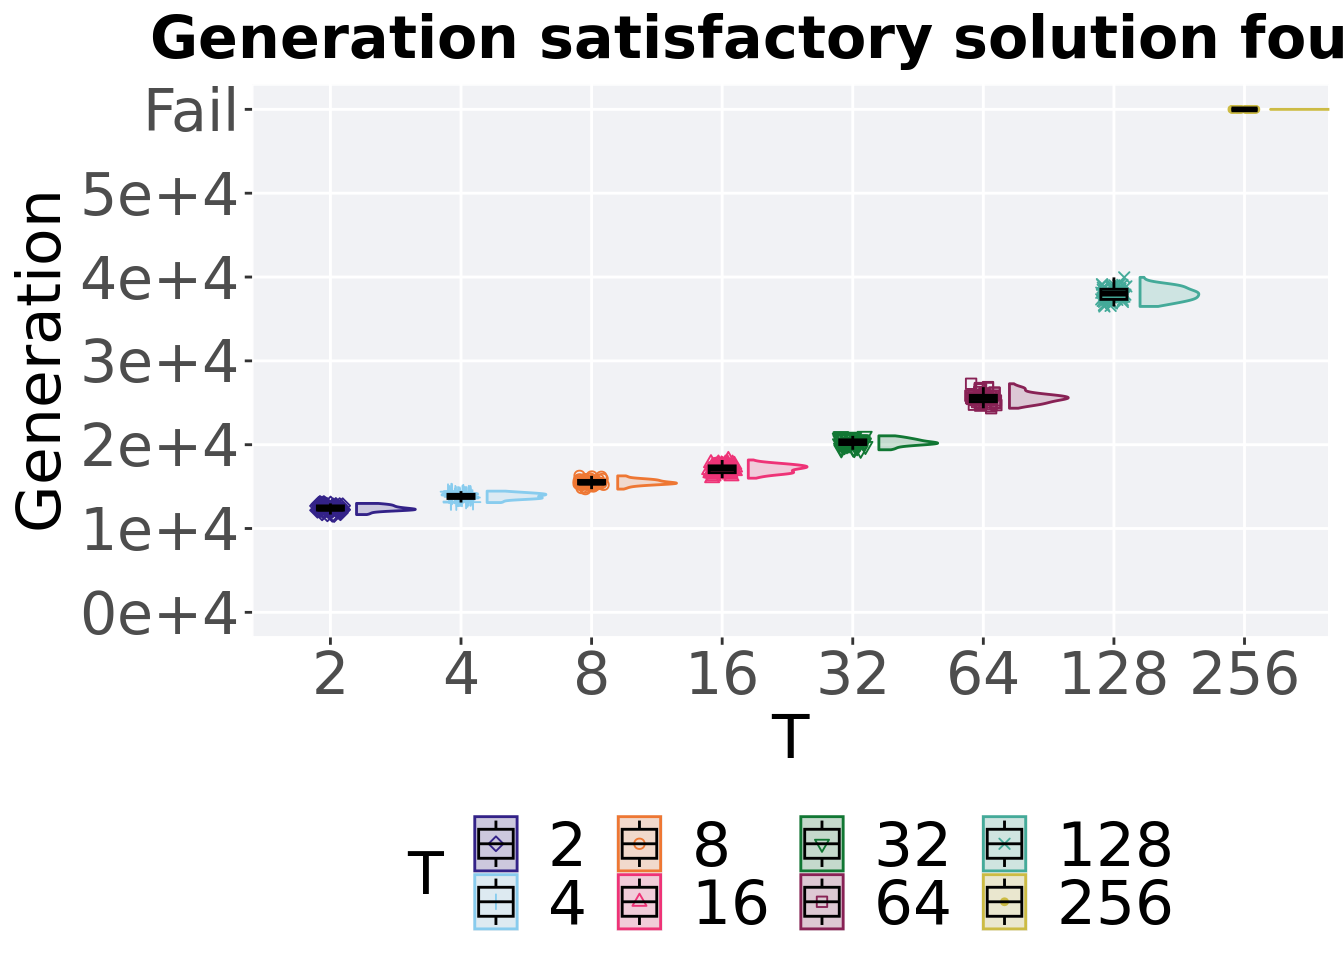 Generation satisfactory solution fou
Fail
5e+4
4e+4
3e+4
2e+4
1e+4
0e+4
Generation
2 4 8 16 32 64 128 256
T
T
2 8 32 128
4 16 64 256